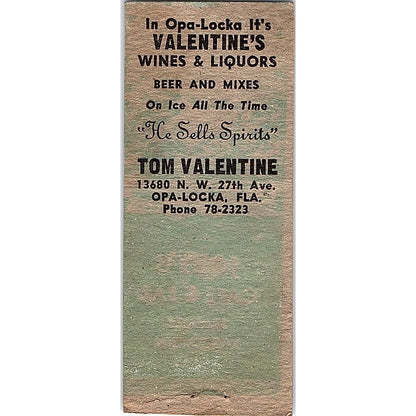 In Opa-Locka It's
VALENTINE'S
WINES & LIQUORS
BEER AND MIXES
On Ice All The Time
"He Sells Spirits"
TOM VALENTINE
13680 N. W. 27th Ave.
OPA-LOCKA, FLA.
Phone 78-2323